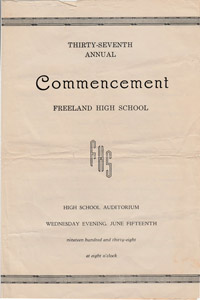 THIRTY-SEVENTH
ANNUAL
Commencement
FREELAND HIGH SCHOOL
FHS
HIGH SCHOOL AUDITORIUM
WEDNESDAY EVENING, JUNE FIFTEENTH
nineteen hundred and thirty-eight
at eight o'clock